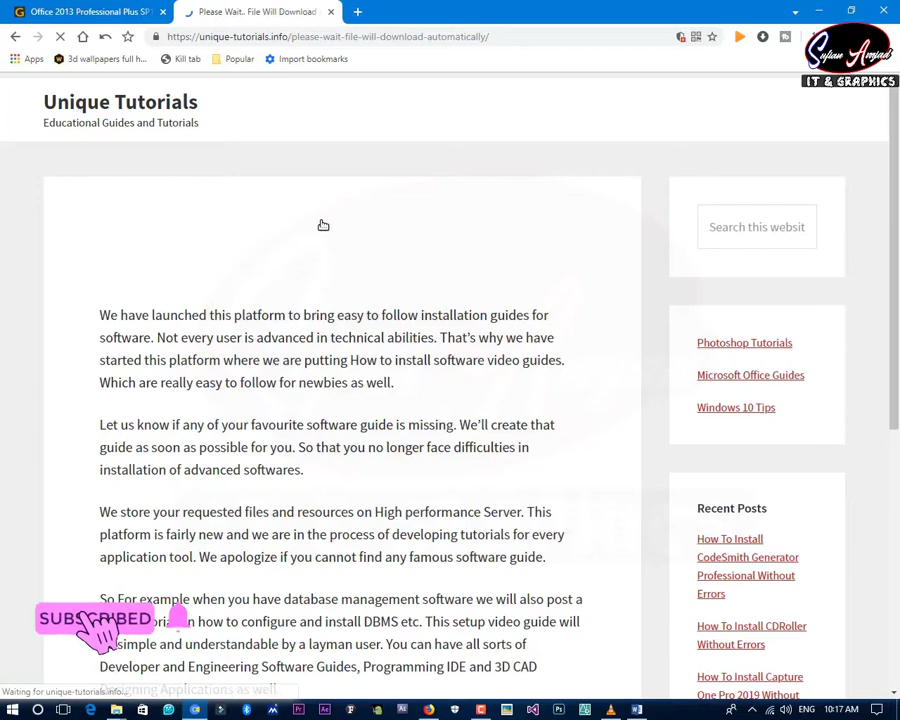 Office 2013 Professional Plus SP1
Please Wait.. File Will Download
https://unique-tutorials.info/please-wait-file-will-download-automatically/
Apps
3d wallpapers full h...
Kill tab
Popular
Import bookmarks
Sufian Amjad
IT & GRAPHICS
Unique Tutorials
Educational Guides and Tutorials
We have launched this platform to bring easy to follow installation guides for
software. Not every user is advanced in technical abilities. That's why we have
started this platform where we are putting How to install software video guides.
Which are really easy to follow for newbies as well.
Let us know if any of your favourite software guide is missing. We'll create that
guide as soon as possible for you. So that you no longer face difficulties in
installation of advanced softwares.
We store your requested files and resources on High performance Server. This
platform is fairly new and we are in the process of developing tutorials for every
application tool. We apologize if you cannot find any famous software guide.
So For example when you have database management software we will also post a
on how to configure and install DBMS etc. This setup video guide will
simple and understandable by a layman user. You can have all sorts of
Developer and Engineering Software Guides, Programming IDE and 3D CAD
Designing Applications as well
Search this websit
Photoshop Tutorials
Microsoft Office Guides
Windows 10 Tips
Recent Posts
How To Install
CodeSmith Generator
Professional Without
Errors
How To Install CDRoller
Without Errors
How To Install Capture
One Pro 2019 Without
SUBSCRIBED
Waiting for unique-tutorials.info...
ENG
10:17 AM